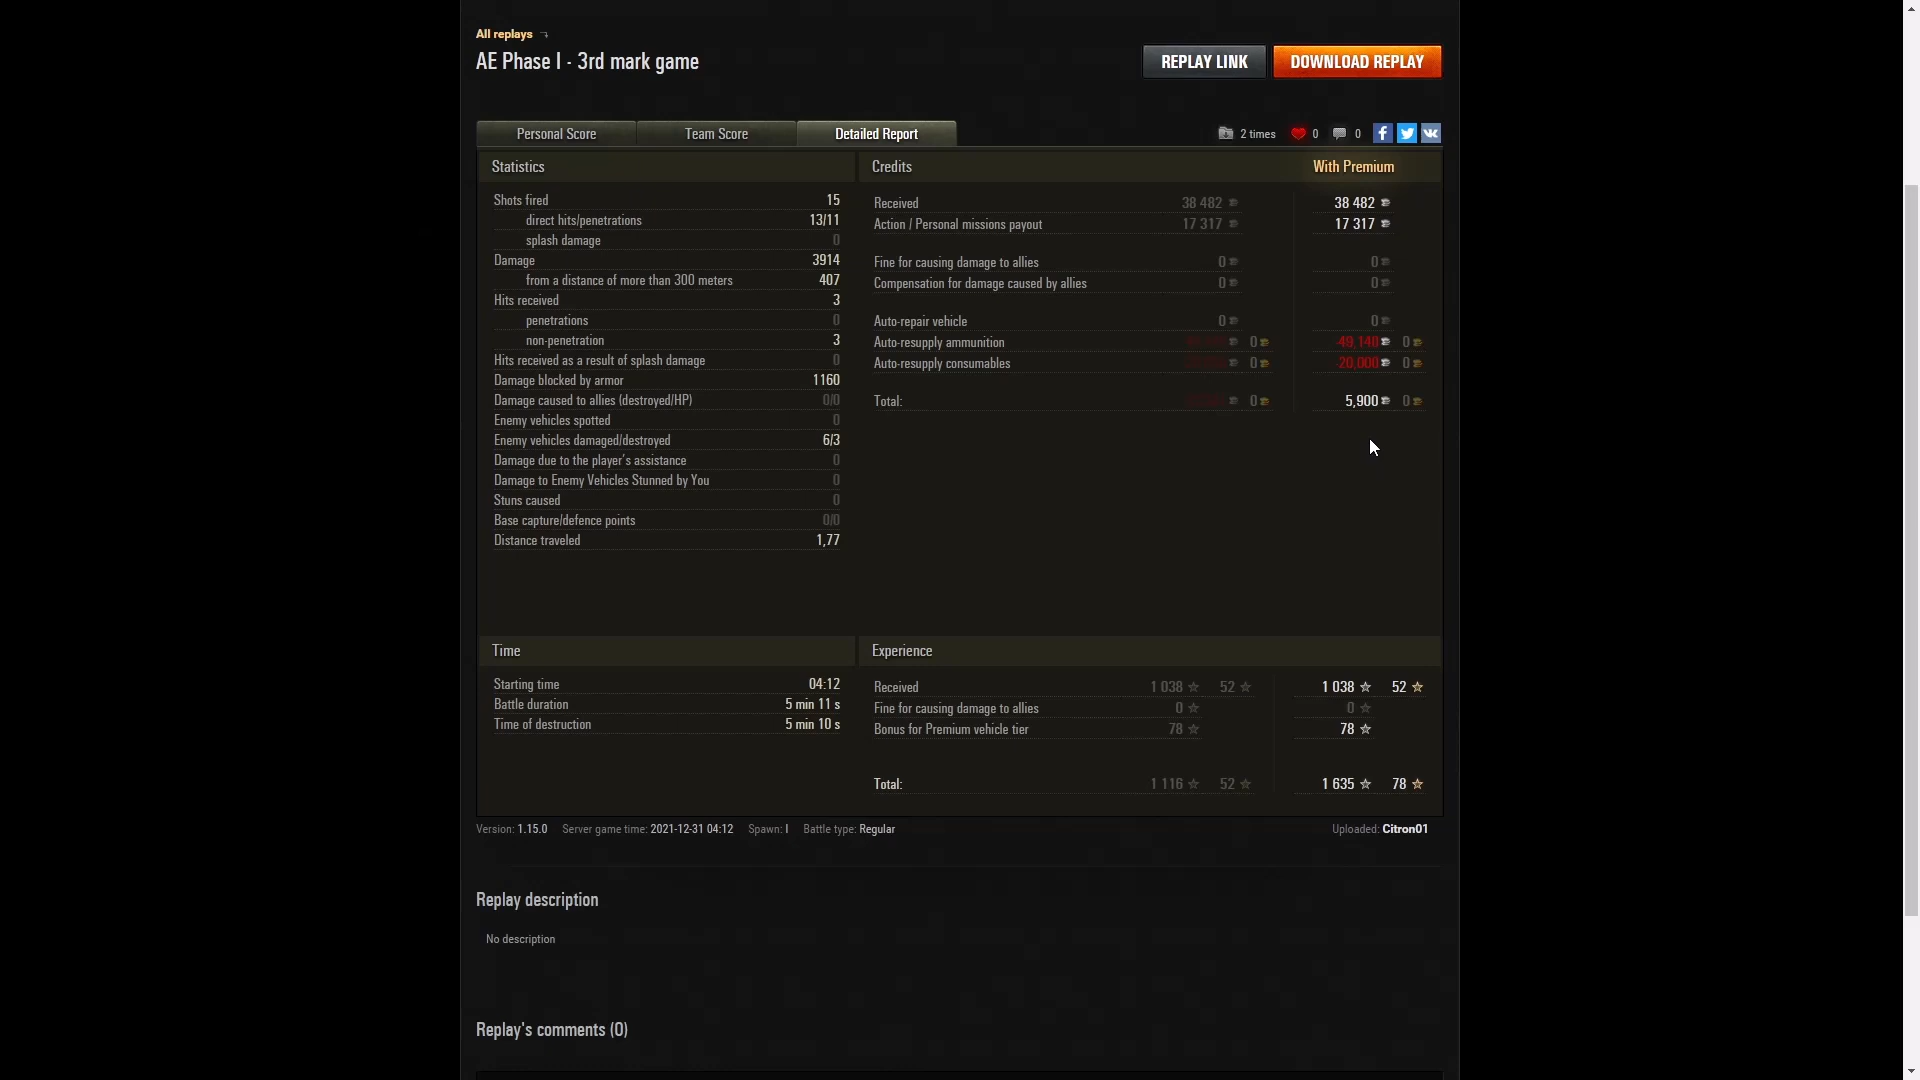 All replays
AE Phase I - 3rd mark game
REPLAY LINK
DOWNLOAD REPLAY
Personal Score
Team Score
Detailed Report
2 times 0 0
Statistics
Shots fired 15
direct hits/penetrations 13/11
splash damage 0
Damage 3914
from a distance of more than 300 meters 407
Hits received 3
penetrations 0
non-penetration 3
Hits received as a result of splash damage 0
Damage blocked by armor 1160
Damage caused to allies (destroyed/HP) 0/0
Enemy vehicles spotted 0
Enemy vehicles damaged/destroyed 6/3
Damage due to the player's assistance 0
Damage to Enemy Vehicles Stunned by You 0
Stuns caused 0
Base capture/defence points 0/0
Distance traveled 1,77
Credits With Premium
Received 38 482 38 482
Action / Personal missions payout 17 317 17 317
Fine for causing damage to allies 0 0
Compensation for damage caused by allies 0 0
Auto-repair vehicle 0 0
Auto-resupply ammunition 0 -49,140 0
Auto-resupply consumables 0 -20,000 0
Total: 0 5,900 0
Time
Starting time 04:12
Battle duration 5 min 11 s
Time of destruction 5 min 10 s
Experience
Received 1 038 52 1 038 52
Fine for causing damage to allies 0 0
Bonus for Premium vehicle tier 78 78
Total: 1 116 52 1 635 78
Version: 1.15.0 Server game time: 2021-12-31 04:12 Spawn: I Battle type: Regular
Uploaded: Citron01
Replay description
No description
Replay's comments (0)